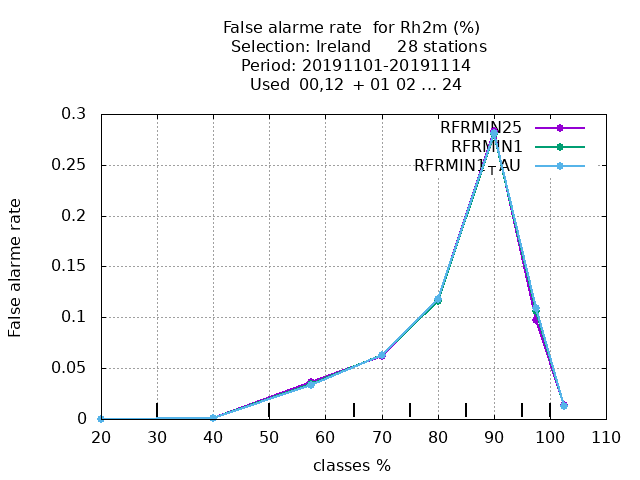 False alarme rate  for Rh2m (%)
Selection: Ireland     28 stations
Period: 20191101-20191114
Used  00,12  + 01 02 ... 24
0.3
0.25
0.2
0.15
0.1
0.05
0
False alarme rate
RFRMIN25
RFRMIN1
RFRMIN1_TAU
20 30 40 50 60 70 80 90 100 110
classes %